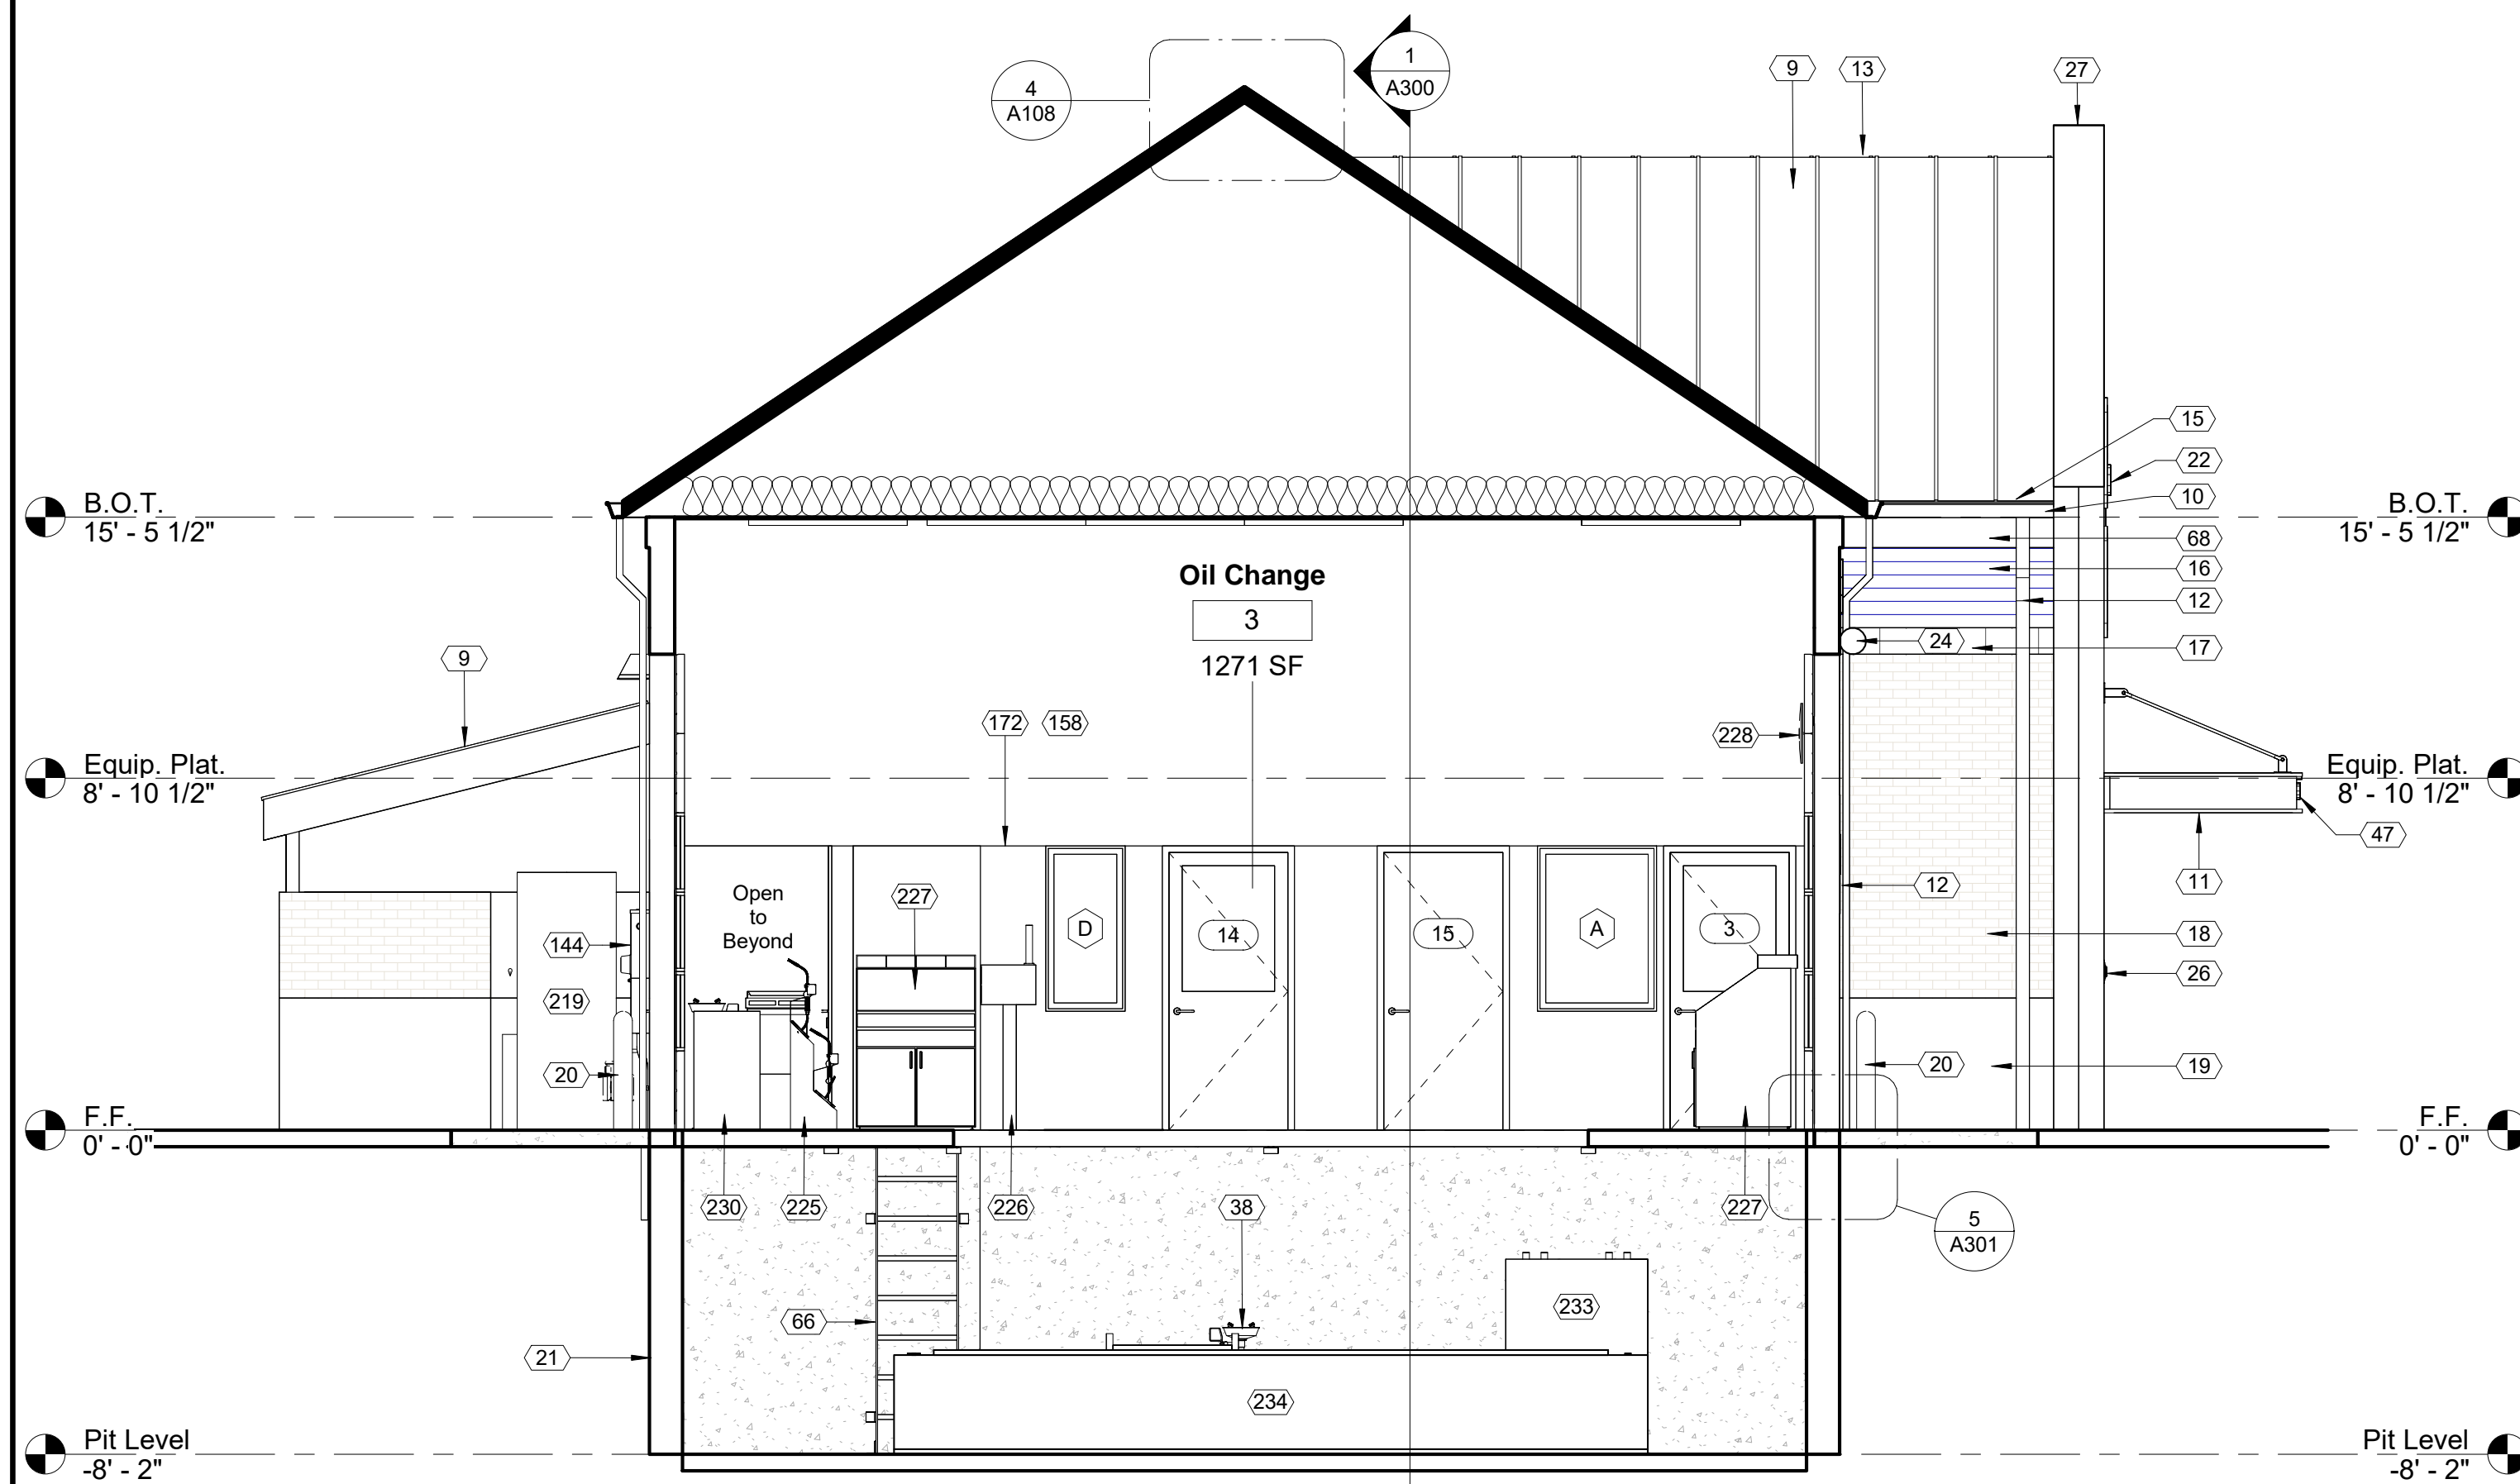 1
A300
4
A108
9
13
27
15
22
10
B.O.T.
15' - 5 1/2"
B.O.T.
15' - 5 1/2"
68
16
12
24
17
Oil Change
3
1271 SF
9
172
158
228
Equip. Plat.
8' - 10 1/2"
Equip. Plat.
8' - 10 1/2"
47
11
Open
to
Beyond
227
D
14
15
A
3
12
18
144
26
219
20
20
19
F.F.
0' - 0"
F.F.
0' - 0"
230
225
226
38
227
5
A301
66
233
21
234
Pit Level
-8' - 2"
Pit Level
-8' - 2"